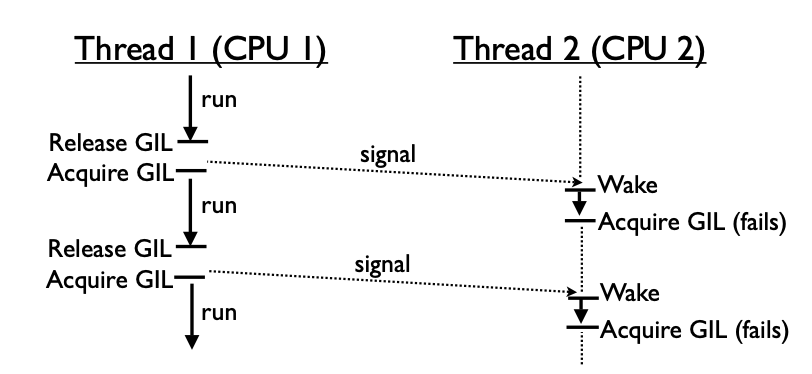 Thread 1 (CPU 1)
Thread 2 (CPU 2)
run
Release GIL
Acquire GIL
signal
Wake
run
Acquire GIL (fails)
Release GIL
Acquire GIL
signal
Wake
run
Acquire GIL (fails)